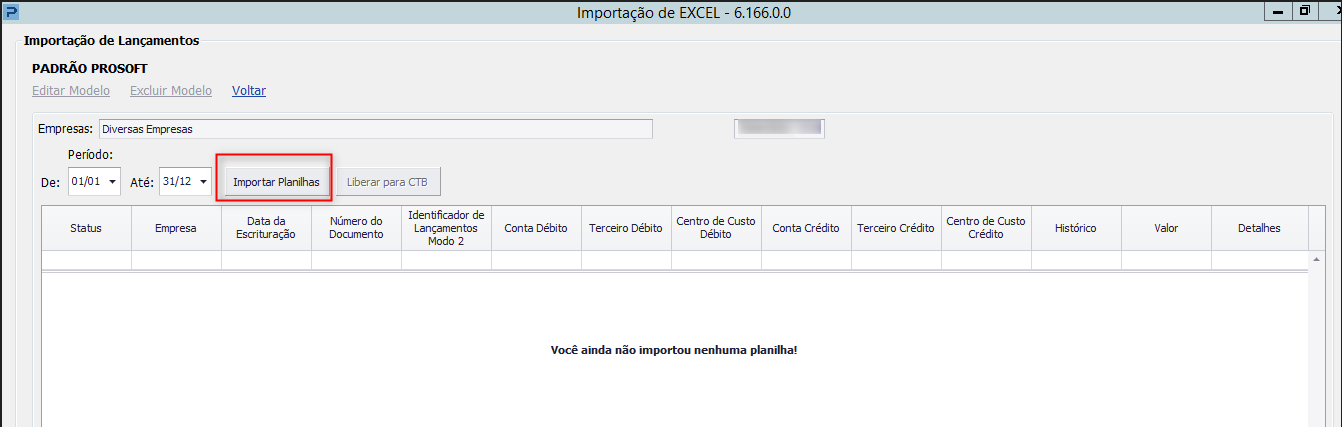 Importação de EXCEL - 6.166.0.0
Importação de Lançamentos
PADRÃO PROSOFT
Editar Modelo Excluir Modelo Voltar
Empresas: Diversas Empresas
Período:
De: 01/01 Até: 31/12 Importar Planilhas Liberar para CTB
Status Empresa Data da Escrituração Número do Documento Identificador de Lançamentos Modo 2 Conta Débito Terceiro Débito Centro de Custo Débito Conta Crédito Terceiro Crédito Centro de Custo Crédito Histórico Valor Detalhes
Você ainda não importou nenhuma planilha!